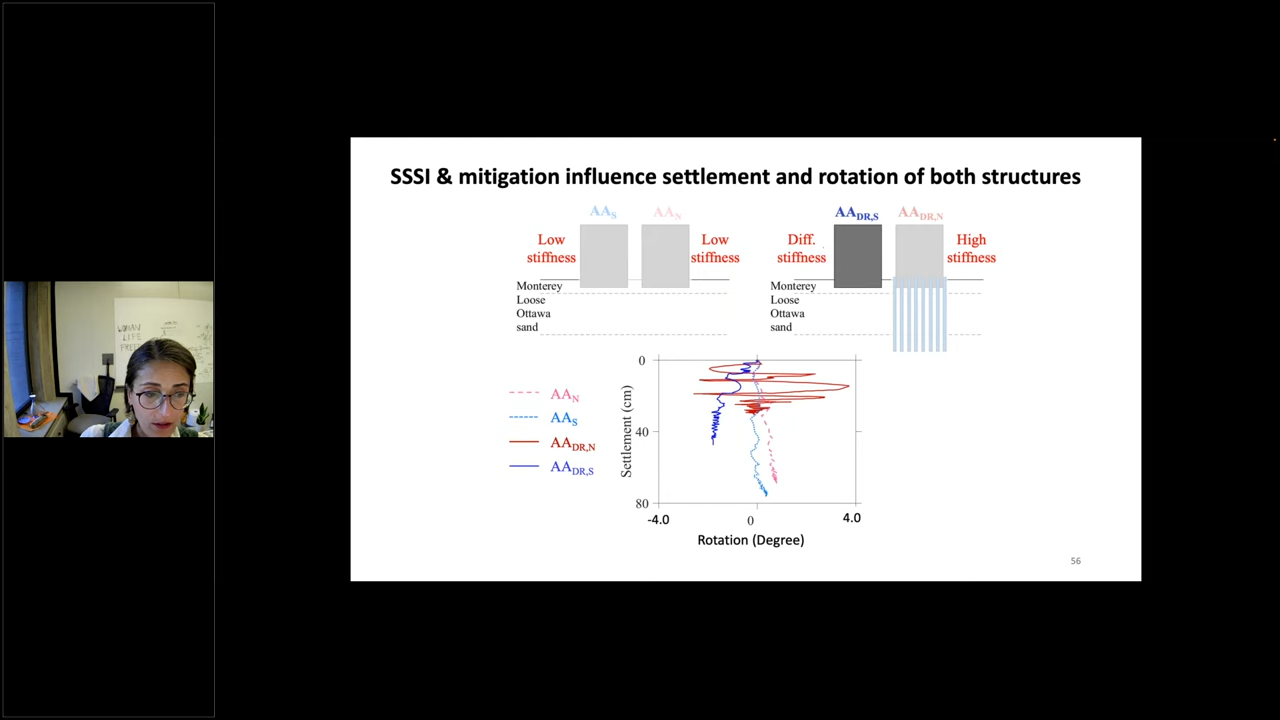 SSSI & mitigation influence settlement and rotation of both structures
AAS AAN AADR,S AADR,N
Low stiffness
Low stiffness
Diff. stiffness
High stiffness
Monterey
Loose
Ottawa
sand
Monterey
Loose
Ottawa
sand
AAN
AAS
AADR,N
AADR,S
Settlement (cm)
0
40
80
-4.0 0 4.0
Rotation (Degree)
56
WOMAN
LIFE